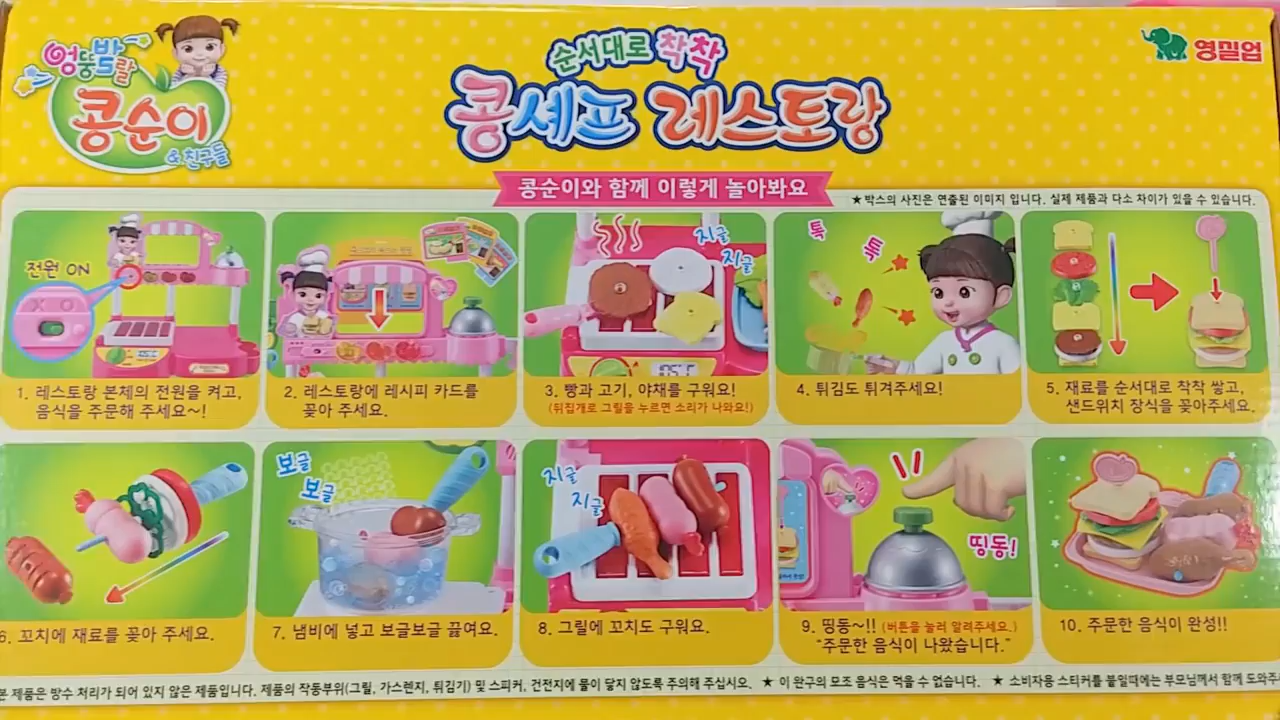 엉뚱발랄
콩순이
& 친구들
순서대로 착착
콩셰프 레스토랑
영실업
콩순이와 함께 이렇게 놀아봐요
★박스의 사진은 연출된 이미지 입니다. 실제 제품과 다소 차이가 있을 수 있습니다.
전원 ON
1. 레스토랑 본체의 전원을 켜고,
음식을 주문해 주세요~!
2. 레스토랑에 레시피 카드를
꽂아 주세요.
지글
지글
3. 빵과 고기, 야채를 구워요!
(뒤집개로 그릴을 누르면 소리가 나와요!)
톡
톡
4. 튀김도 튀겨주세요!
5. 재료를 순서대로 착착 쌓고,
샌드위치 장식을 꽂아주세요.
6. 꼬치에 재료를 꽂아 주세요.
보글
보글
7. 냄비에 넣고 보글보글 끓여요.
지글
지글
8. 그릴에 꼬치도 구워요.
띵동!
9. 띵동~!! (버튼을 눌러 알려주세요.)
“주문한 음식이 나왔습니다.”
10. 주문한 음식이 완성!!
본 제품은 방수 처리가 되어 있지 않은 제품입니다. 제품의 작동부위(그릴, 가스렌지, 튀김기) 및 스피커, 건전지에 물이 닿지 않도록 주의해 주십시오. ★ 이 완구의 모조 음식은 먹을 수 없습니다. ★ 소비자용 스티커를 붙일때에는 부모님께서 함께